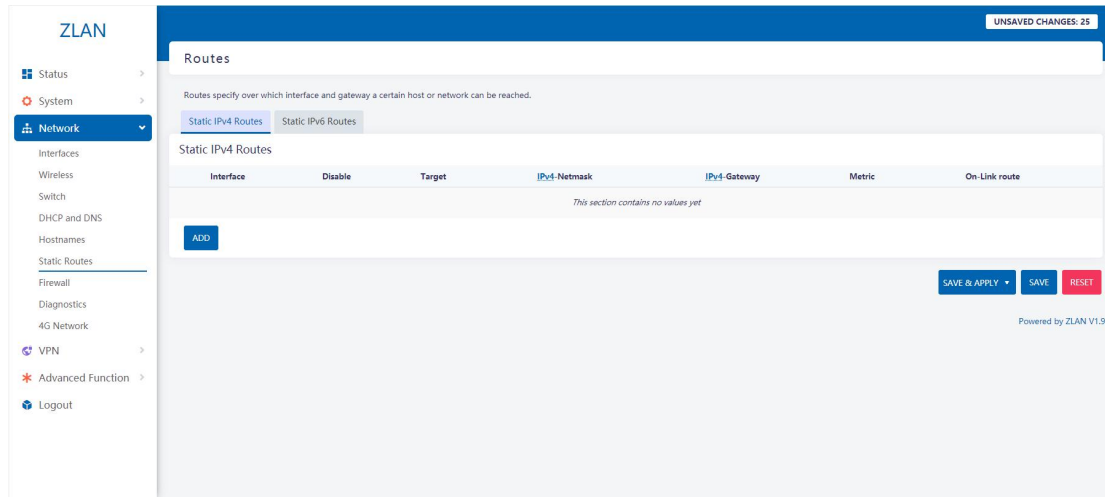 ZLAN
UNSAVED CHANGES: 25
Status
System
Network
Interfaces
Wireless
Switch
DHCP and DNS
Hostnames
Static Routes
Firewall
Diagnostics
4G Network
VPN
Advanced Function
Logout
Routes
Routes specify over which interface and gateway a certain host or network can be reached.
Static IPv4 Routes Static IPv6 Routes
Static IPv4 Routes
Interface Disable Target IPv4-Netmask IPv4-Gateway Metric On-Link route
This section contains no values yet
ADD
SAVE & APPLY SAVE RESET
Powered by ZLAN V1.9